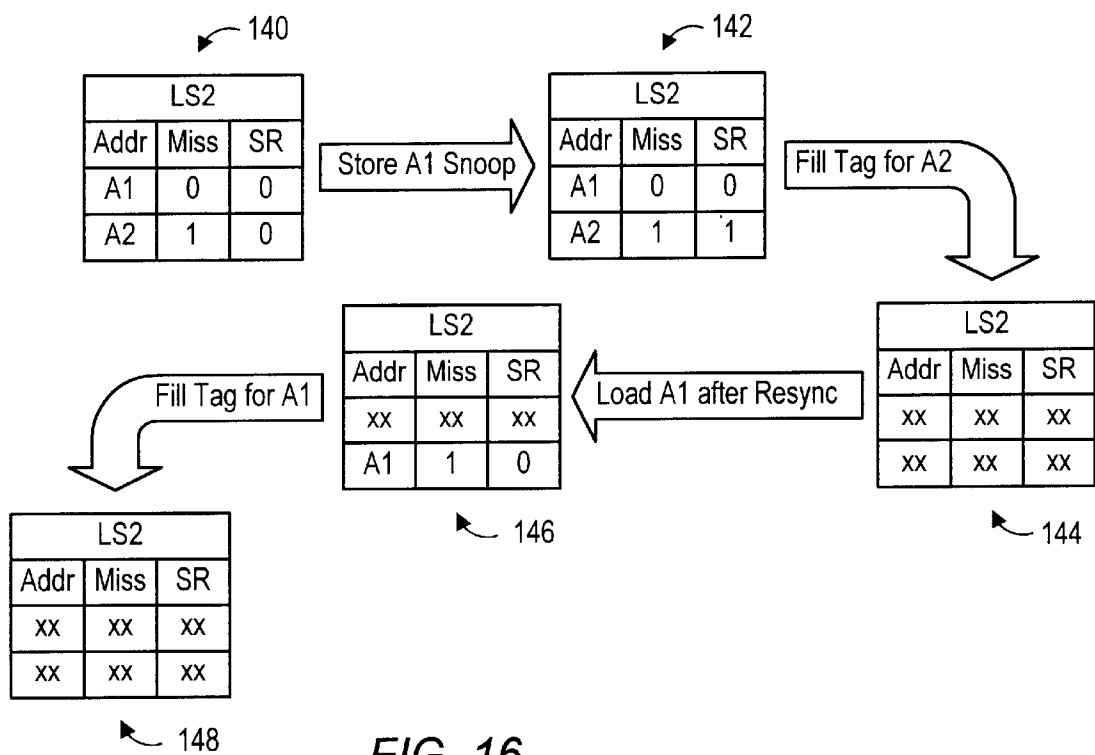 140
LS2
Addr Miss SR
A1 0 0
A2 1 0
Store A1 Snoop
142
LS2
Addr Miss SR
A1 0 0
A2 1 1
Fill Tag for A2
144
LS2
Addr Miss SR
xx xx xx
xx xx xx
Load A1 after Resync
146
LS2
Addr Miss SR
xx xx xx
A1 1 0
Fill Tag for A1
148
LS2
Addr Miss SR
xx xx xx
xx xx xx
FIG. 16